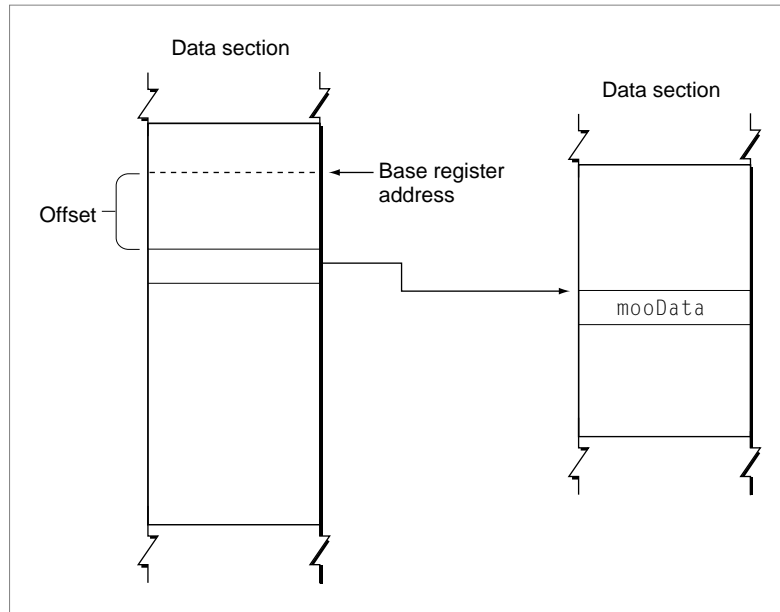 Data section
Data section
Base register
address
Offset
mooData